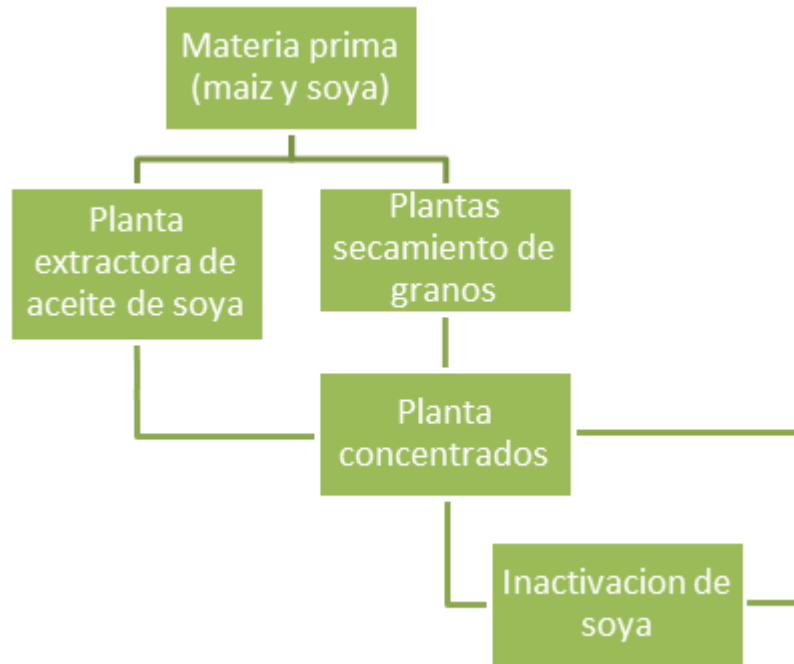 Materia prima
(maiz y soya)
Planta
extractora de
aceite de soya
Plantas
secamiento de
granos
Planta
concentrados
Inactivacion de
soya